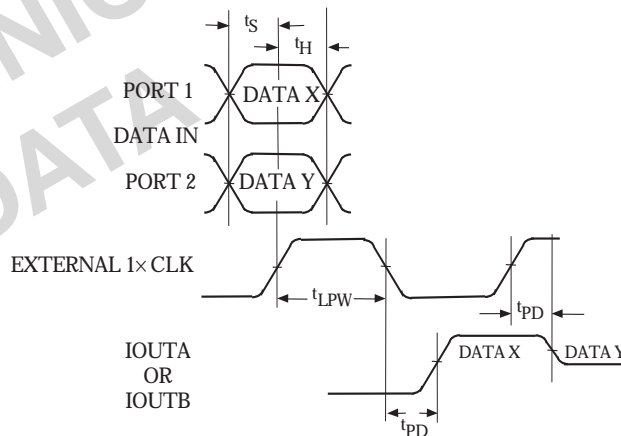 tS
tH
PORT 1
DATA X
DATA IN
PORT 2
DATA Y
EXTERNAL 1× CLK
tLPW
tPD
IOUTA
OR
IOUTB
DATA X
DATA Y
tPD
DATA